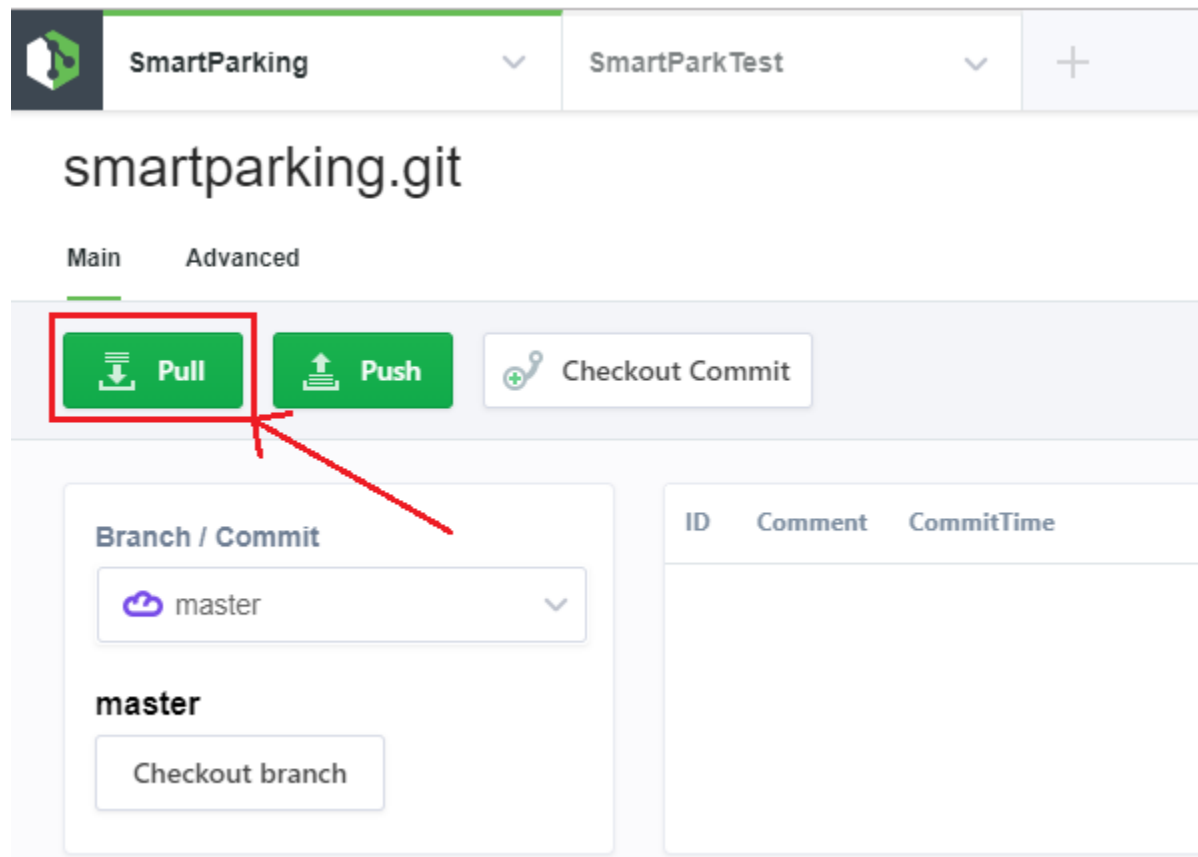 SmartParking SmartParkTest
smartparking.git
Main Advanced
Pull Push Checkout Commit
Branch / Commit
master
master
Checkout branch
ID Comment CommitTime